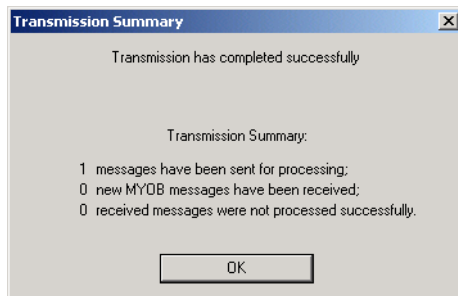 Transmission Summary
Transmission has completed successfully
Transmission Summary:
1 messages have been sent for processing;
0 new MYOB messages have been received;
0 received messages were not processed successfully.
OK